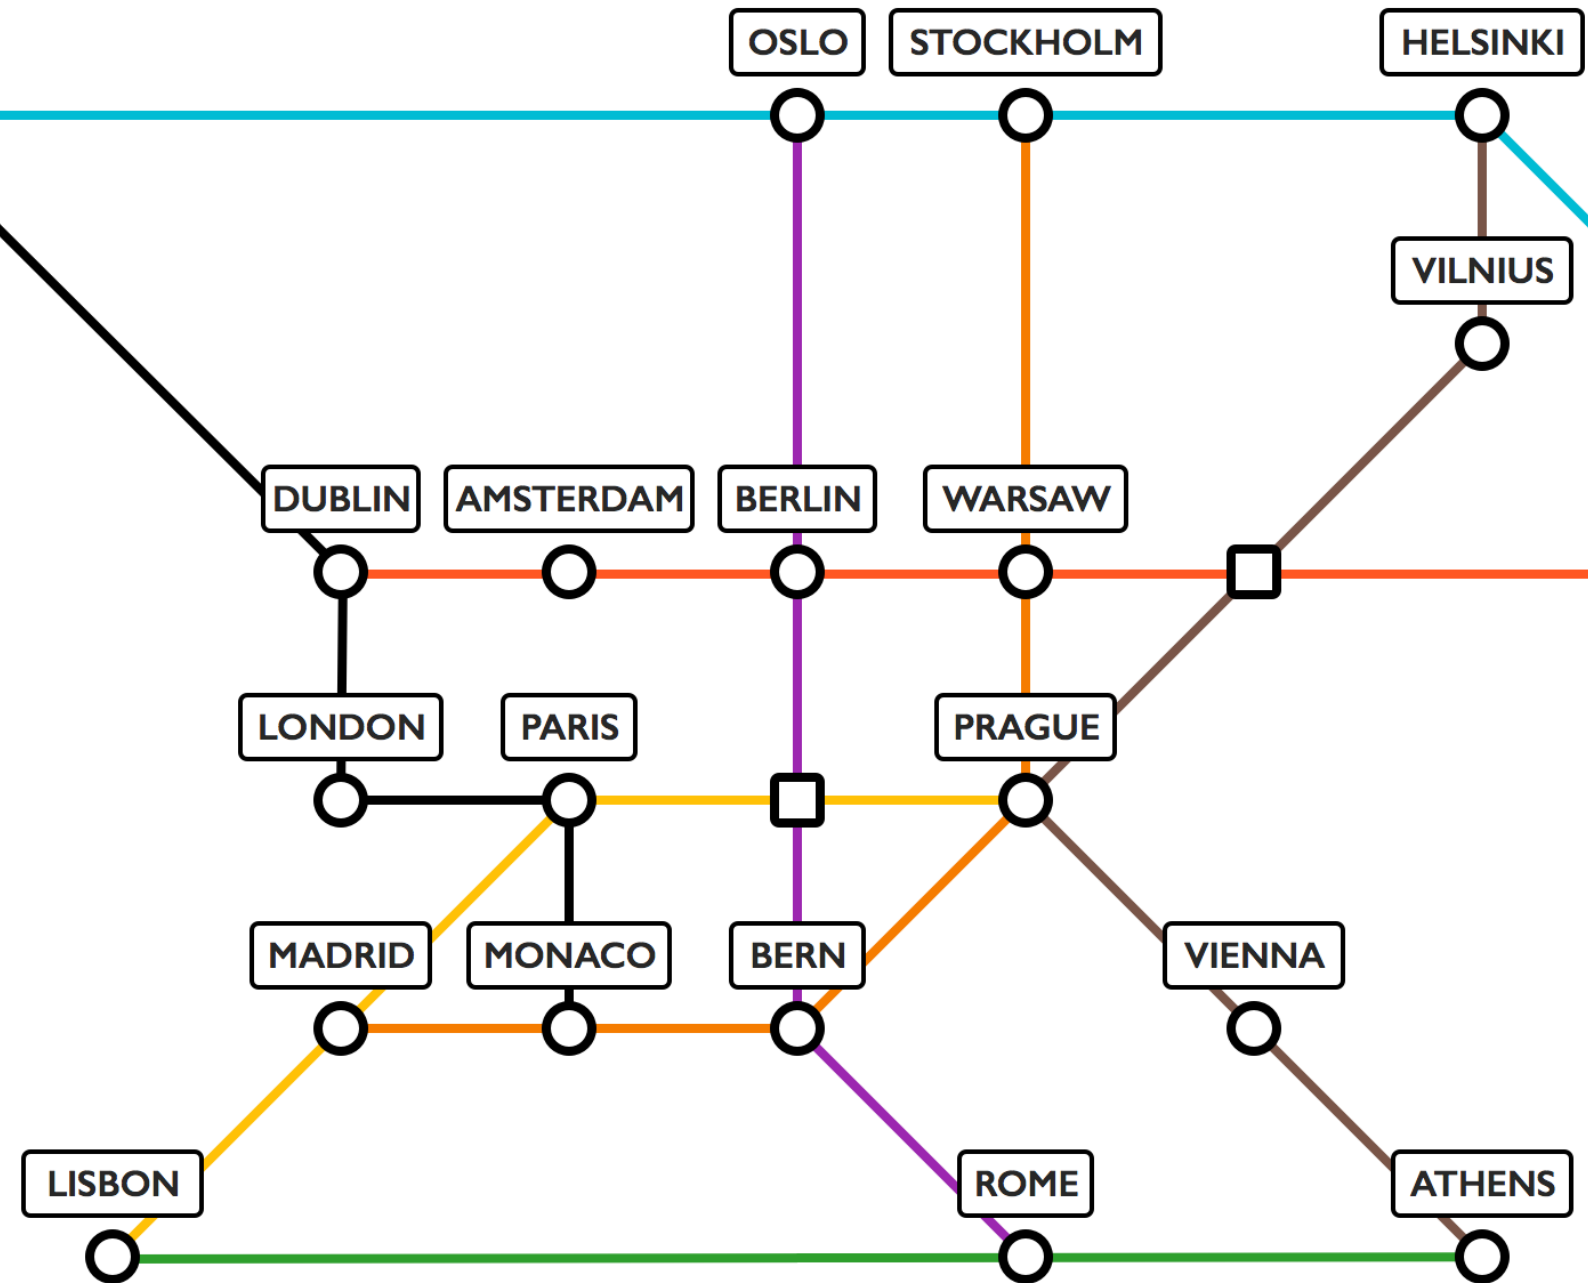 OSLO
STOCKHOLM
HELSINKI
VILNIUS
DUBLIN
AMSTERDAM
BERLIN
WARSAW
LONDON
PARIS
PRAGUE
MADRID
MONACO
BERN
VIENNA
LISBON
ROME
ATHENS